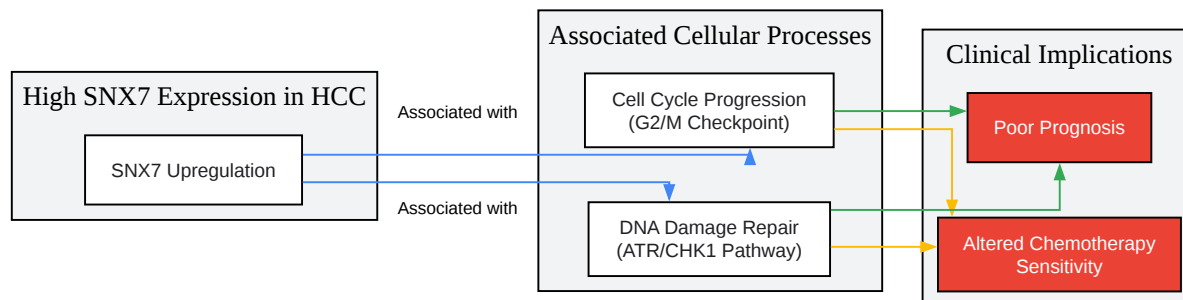 High SNX7 Expression in HCC
SNX7 Upregulation
Associated with
Associated with
Associated Cellular Processes
Cell Cycle Progression
(G2/M Checkpoint)
DNA Damage Repair
(ATR/CHK1 Pathway)
Clinical Implications
Poor Prognosis
Altered Chemotherapy
Sensitivity